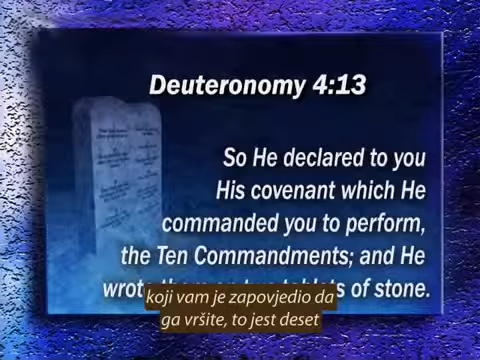 Deuteronomy 4:13
So He declared to you
His covenant which He
commanded you to perform,
the Ten Commandments; and He
wrote of stone.
koji vam je zapovjedio da
ga vršite, to jest deset